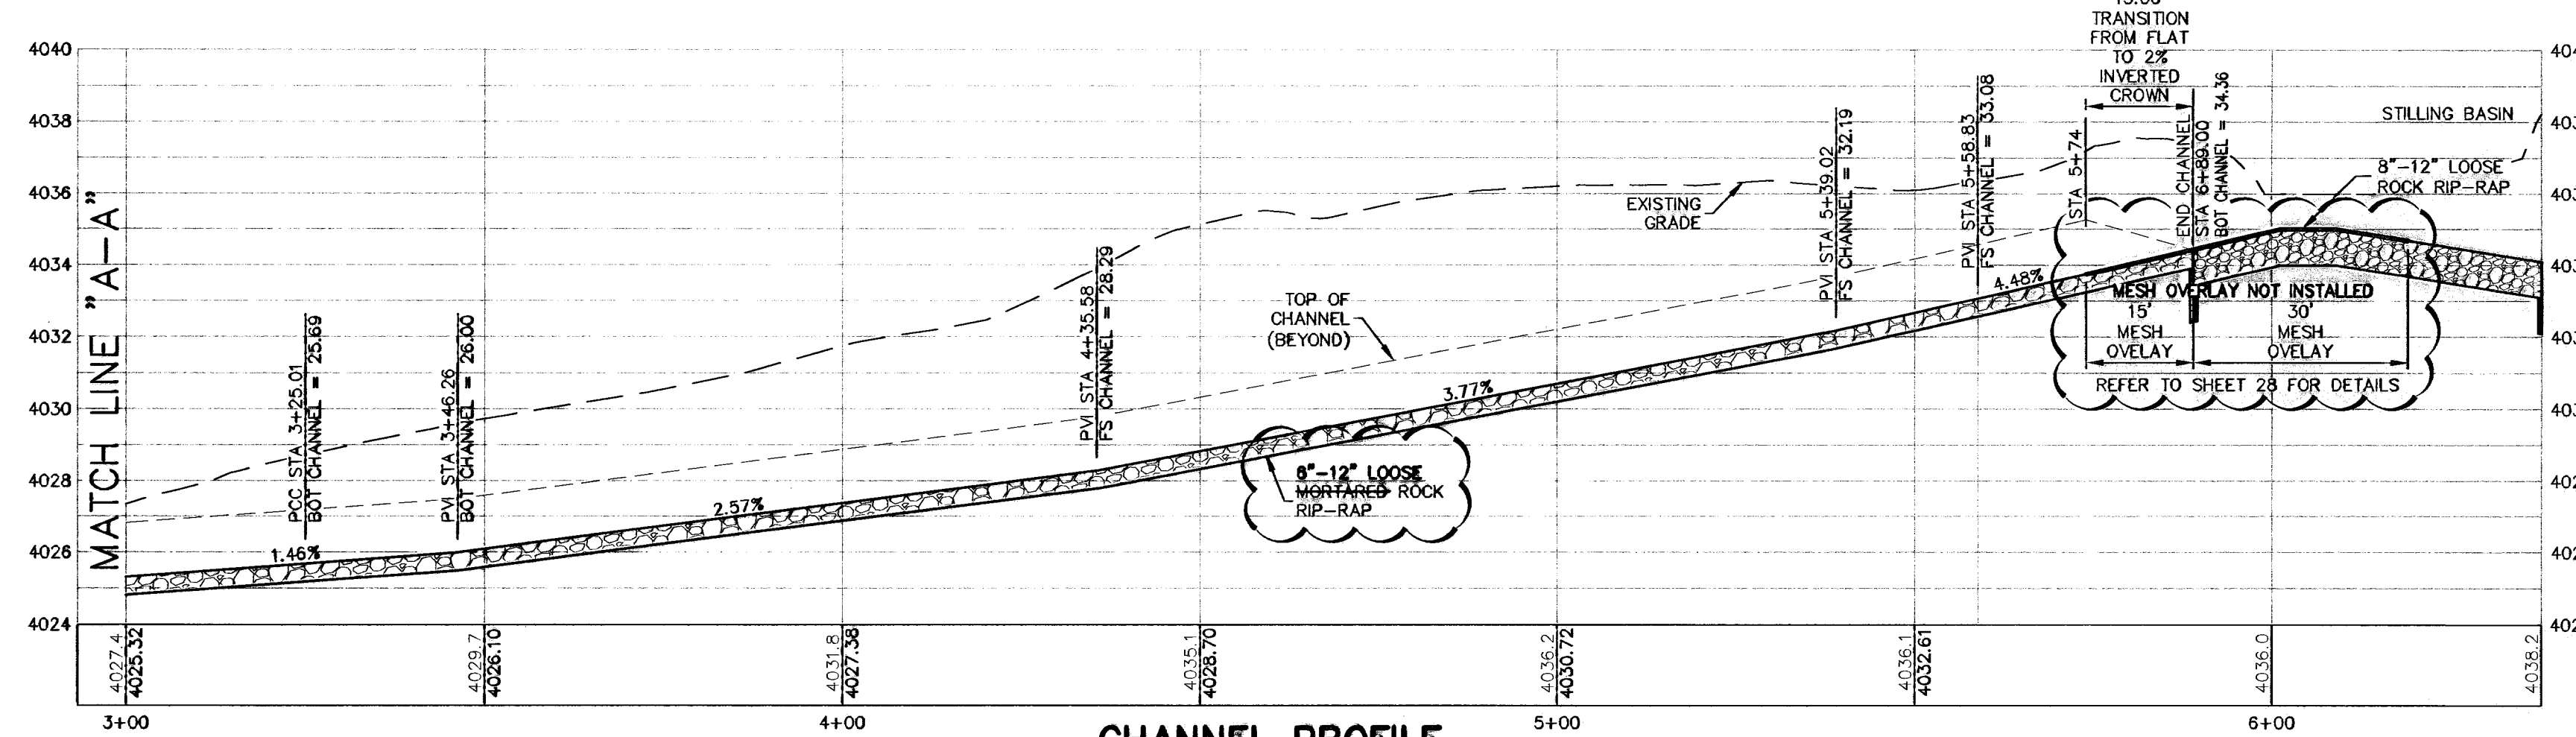 TRANSITION
FROM FLAT
TO 2%
INVERTED
CROWN
4040
4038
4036
4034
4032
4030
4028
4026
4024
MATCH LINE "A-A"
PCC STA 3+25.01
BOT CHANNEL = 25.69
PVI STA 3+46.26
BOT CHANNEL = 26.00
PVI STA 4+35.58
FS CHANNEL = 28.29
PVI STA 5+39.02
FS CHANNEL = 32.19
PVI STA 5+58.83
FS CHANNEL = 33.08
STA 5+74
END CHANNEL
STA 6+89.00
BOT CHANNEL = 34.36
STILLING BASIN
8"-12" LOOSE
ROCK RIP-RAP
EXISTING
GRADE
TOP OF
CHANNEL
(BEYOND)
1.46%
2.57%
3.77%
4.48%
MESH OVERLAY NOT INSTALLED
15'
MESH
OVELAY
30'
MESH
OVELAY
REFER TO SHEET 28 FOR DETAILS
6"-12" LOOSE
MORTARED ROCK
RIP-RAP
4027.4
4025.32
4029.7
4026.10
4031.8
4027.38
4035.1
4028.70
4036.2
4030.72
4036.1
4032.61
4036.0
4038.2
3+00
4+00
5+00
6+00
CHANNEL PROFILE